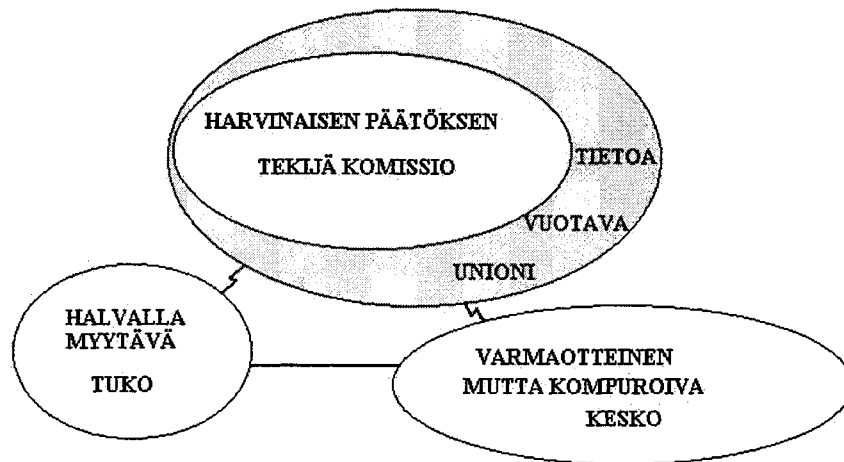 HARVINAISEN PÄÄTÖKSEN
TEKIJÄ KOMISSIO
TIETOA
VUOTAVA
UNIONI
HALVALLA
MYYTÄVÄ
TUKO
VARMAOTTEINEN
MUTTA KOMPUROIVA
KESKO